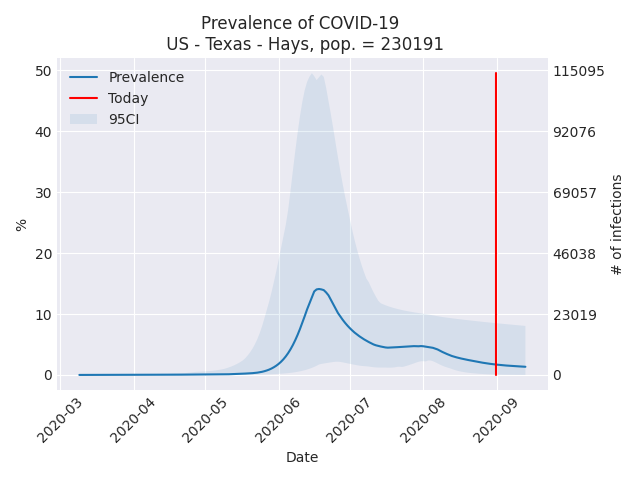 Prevalence of COVID-19
US - Texas - Hays, pop. = 230191
Prevalence
Today
95CI
50
40
30
20
10
0
%
115095
92076
69057
46038
23019
0
# of infections
2020-03
2020-04
2020-05
2020-06
2020-07
2020-08
2020-09
Date